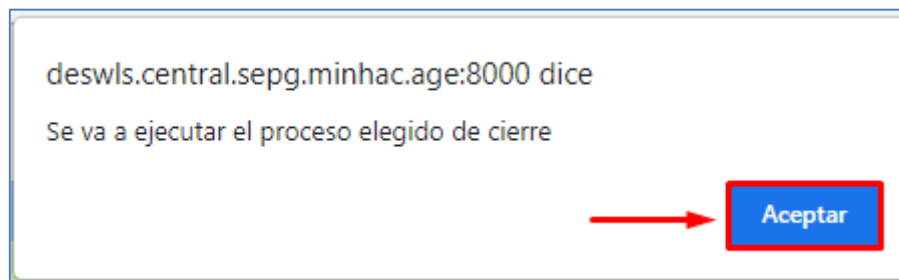 deswls.central.sepg.minhac.age:8000 dice
Se va a ejecutar el proceso elegido de cierre
Aceptar